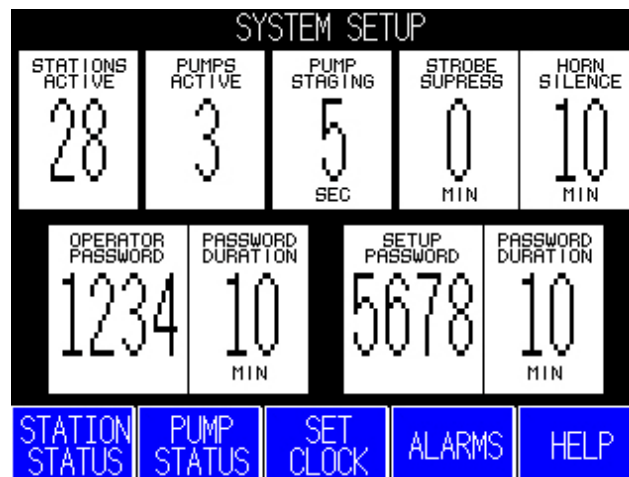 SYSTEM SETUP
STATIONS
ACTIVE
28
PUMPS
ACTIVE
3
PUMP
STAGING
5
SEC
STROBE
SUPRESS
0
MIN
HORN
SILENCE
10
MIN
OPERATOR
PASSWORD
1234
PASSWORD
DURATION
10
MIN
SETUP
PASSWORD
5678
PASSWORD
DURATION
10
MIN
STATION
STATUS
PUMP
STATUS
SET
CLOCK
ALARMS
HELP